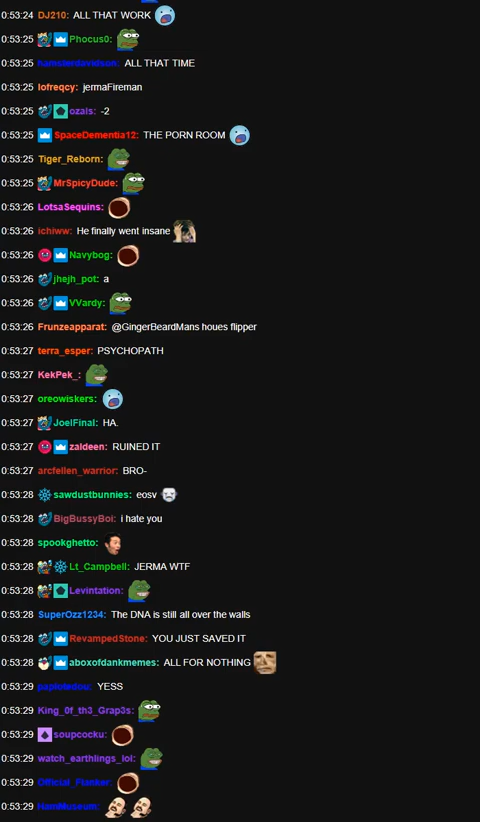 0:53:24 DJ210: ALL THAT WORK
0:53:25 Phocus0:
0:53:25 hamsterdavidson: ALL THAT TIME
0:53:25 lofreqcy: jermaFireman
0:53:25 ozals: -2
0:53:25 SpaceDementia12: THE PORN ROOM
0:53:25 Tiger_Reborn:
0:53:25 MrSpicyDude:
0:53:26 LotsaSequins:
0:53:26 ichiww: He finally went insane
0:53:26 Navybog:
0:53:26 jhejh_pot: a
0:53:26 VVardy:
0:53:26 Frunzeapparat: @GingerBeardMans houes flipper
0:53:27 terra_esper: PSYCHOPATH
0:53:27 KekPek_:
0:53:27 oreowiskers:
0:53:27 JoelFinal: HA.
0:53:27 zaldeen: RUINED IT
0:53:27 arcfellen_warrior: BRO-
0:53:28 sawdustbunnies: eosv
0:53:28 BigBussyBoi: i hate you
0:53:28 spookghetto:
0:53:28 Lt_Campbell: JERMA WTF
0:53:28 Levintation:
0:53:28 SuperOzz1234: The DNA is still all over the walls
0:53:28 RevampedStone: YOU JUST SAVED IT
0:53:28 aboxofdankmemes: ALL FOR NOTHING
0:53:29 YESS
0:53:29 King_0f_th3_Grap3s:
0:53:29 soupcocku:
0:53:29 watch_earthlings_lol:
0:53:29
0:53:29 HamMuseum: